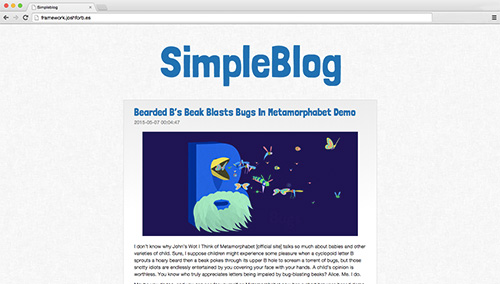 Simpleblog
framework.joshforb.es
SimpleBlog
Bearded B's Beak Blasts Bugs In Metamorphabet Demo
2015-05-07 00:04:47
I don't know why John's Wot I Think of Metamorphabet [official site] talks so much about babies and other
varieties of child. Sure, I suppose children might experience some pleasure when a cyclopoid letter B
sprouts a hoary beard then a beak pokes through its upper B hole to scream a torrent of bugs, but those
snotty idiots are endlessly entertained by you covering your face with your hands. A child's opinion is
worthless. You know who truly appreciates letters being impaled by bug-blasting beaks? Alice. Me. I do.